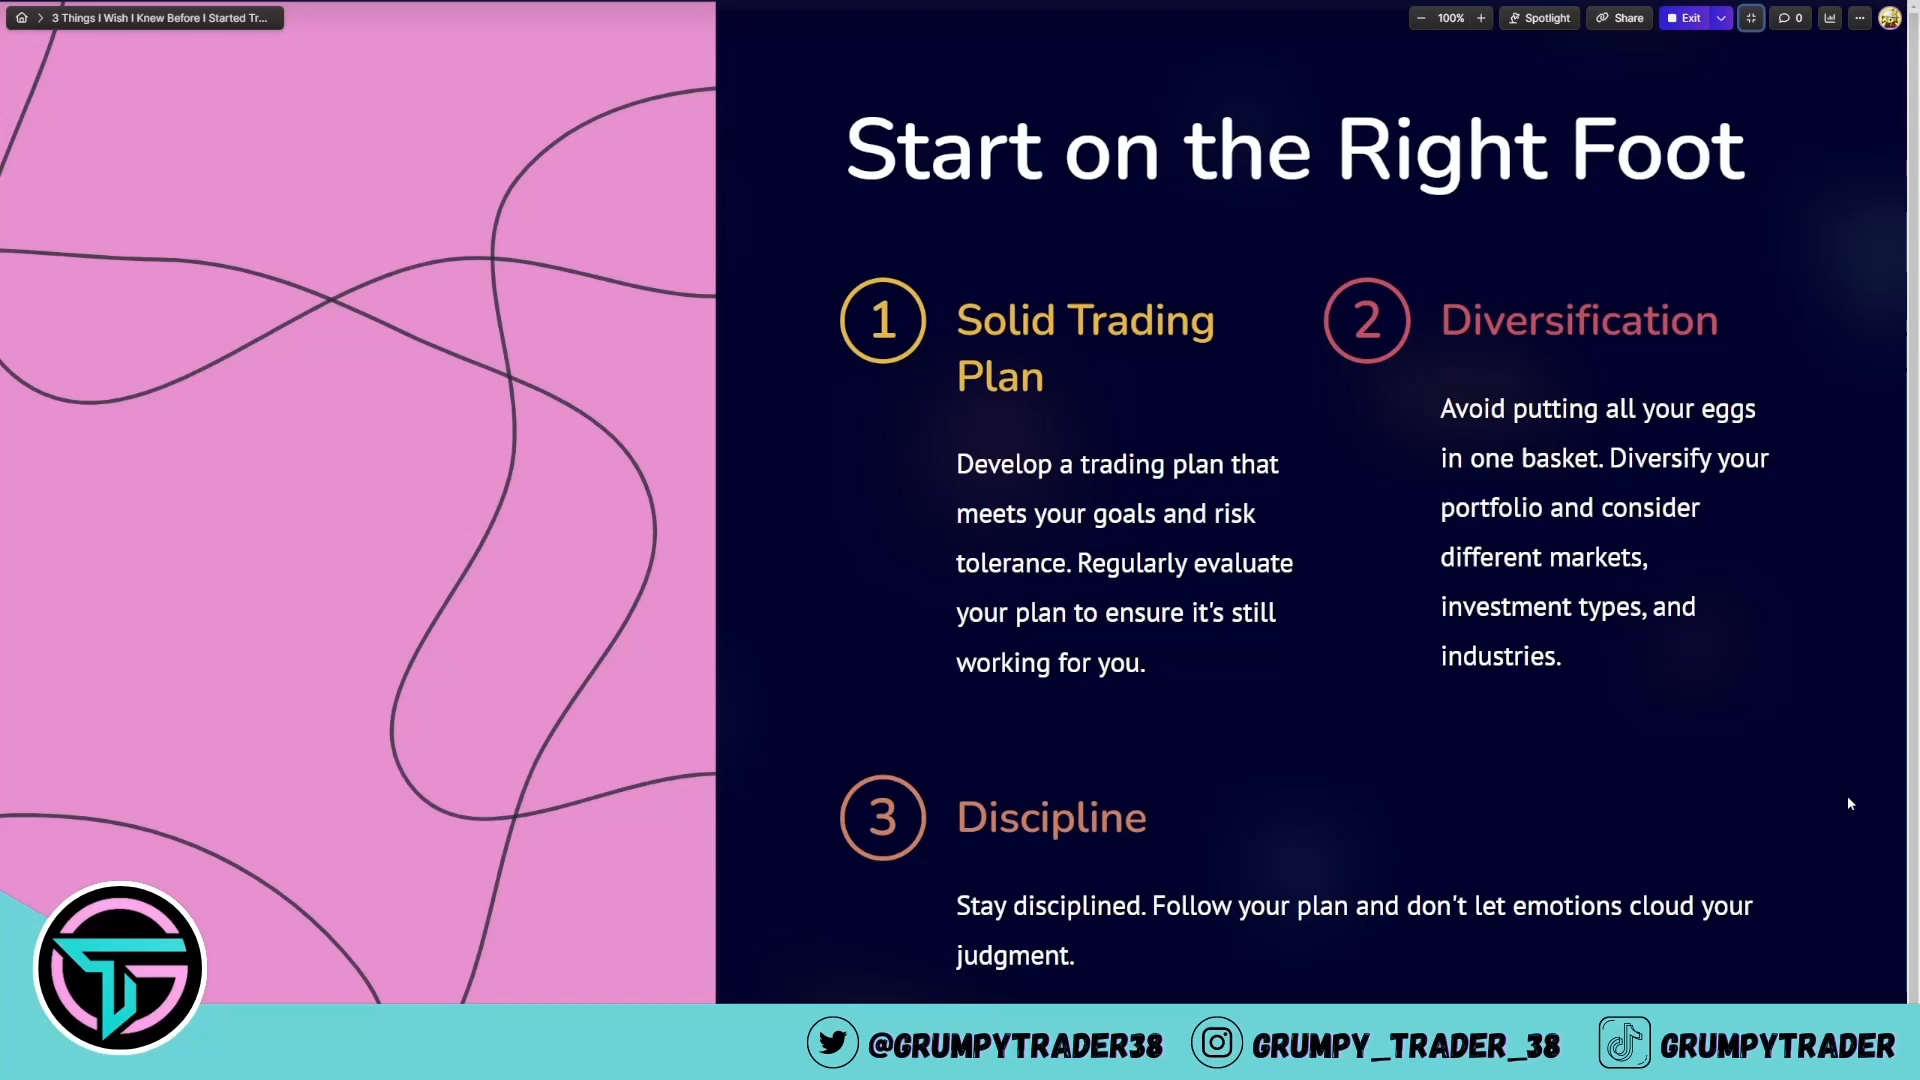 3 Things I Wish I Knew Before I Started Tr...
100%
Spotlight
Share
Exit
0
Start on the Right Foot
1
Solid Trading
Plan
Develop a trading plan that
meets your goals and risk
tolerance. Regularly evaluate
your plan to ensure it's still
working for you.
2
Diversification
Avoid putting all your eggs
in one basket. Diversify your
portfolio and consider
different markets,
investment types, and
industries.
3
Discipline
Stay disciplined. Follow your plan and don't let emotions cloud your
judgment.
@GRUMPYTRADER38
GRUMPY_TRADER_38
GRUMPYTRADER